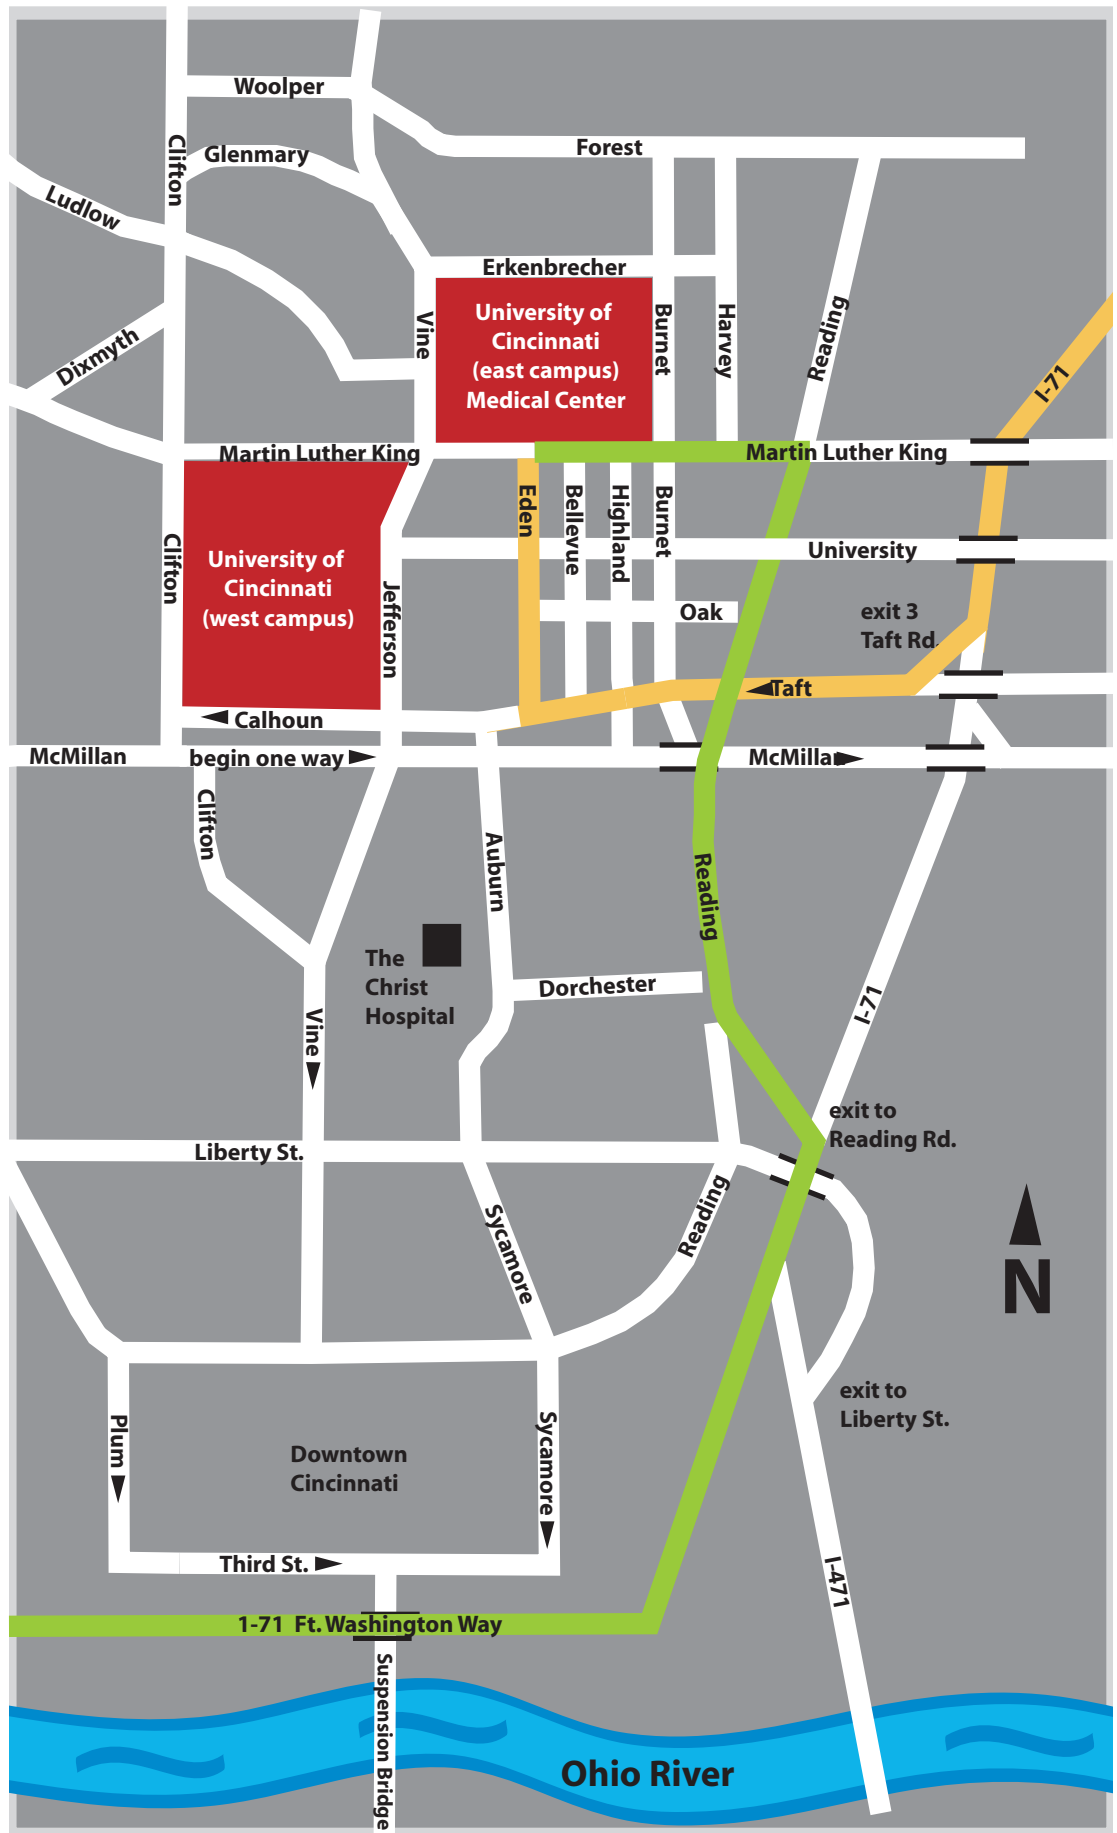 Woolper
Forest
Clifton
Glenmary
Ludlow
Erkenbrecher
Vine
University of
Cincinnati
(east campus)
Medical Center
Burnet
Harvey
Reading
Dixmyth
I-71
Martin Luther King
Martin Luther King
Eden
Bellevue
Highland
Burnet
Clifton
University of
Cincinnati
(west campus)
Jefferson
University
Oak
exit 3
Taft Rd.
Taft
Calhoun
McMillan
begin one way
McMillan
Clifton
Auburn
Reading
The
Christ
Hospital
Dorchester
Vine
I-71
exit to
Reading Rd.
Liberty St.
Sycamore
Reading
N
exit to
Liberty St.
Plum
Downtown
Cincinnati
Sycamore
Third St.
I-471
1-71 Ft. Washington Way
Suspension Bridge
Ohio River